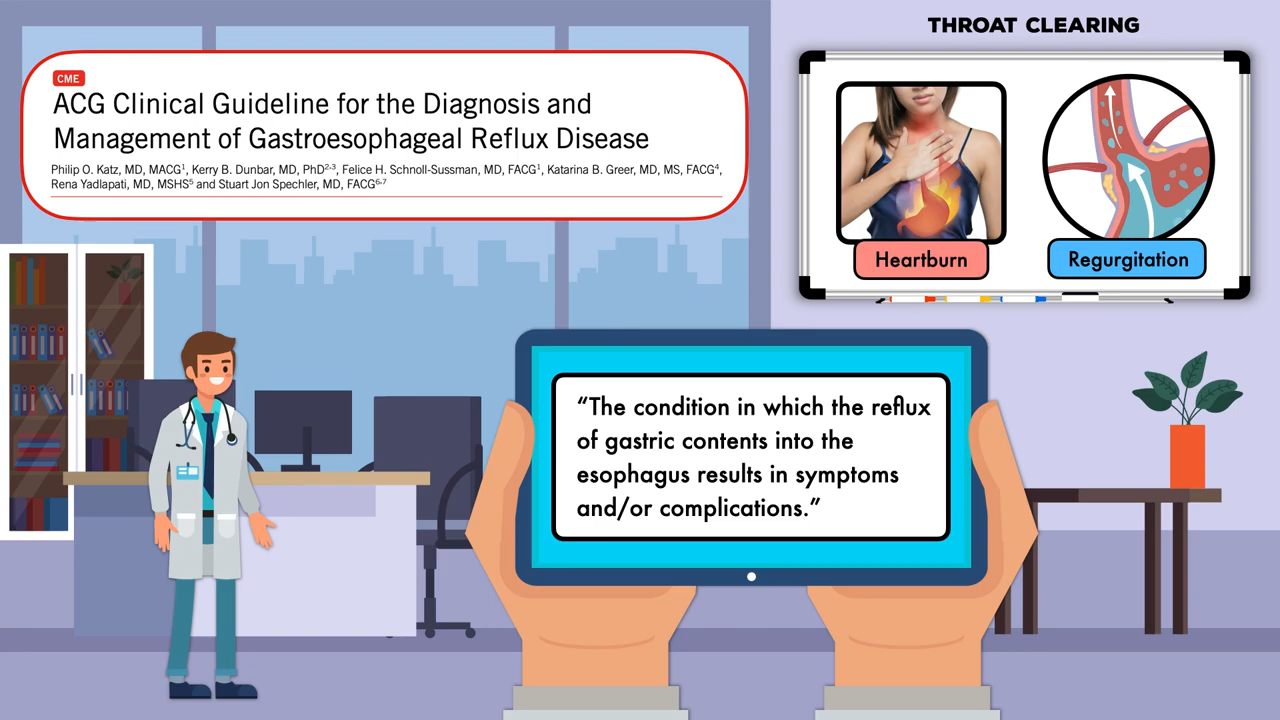 CME
ACG Clinical Guideline for the Diagnosis and
Management of Gastroesophageal Reflux Disease
Philip O. Katz, MD, MACG¹, Kerry B. Dunbar, MD, PhD²˒³, Felice H. Schnoll-Sussman, MD, FACG¹, Katarina B. Greer, MD, MS, FACG⁴,
Rena Yadlapati, MD, MSHS⁵ and Stuart Jon Spechler, MD, FACG⁶˒⁷
THROAT CLEARING
Heartburn
Regurgitation
“The condition in which the reflux
of gastric contents into the
esophagus results in symptoms
and/or complications.”